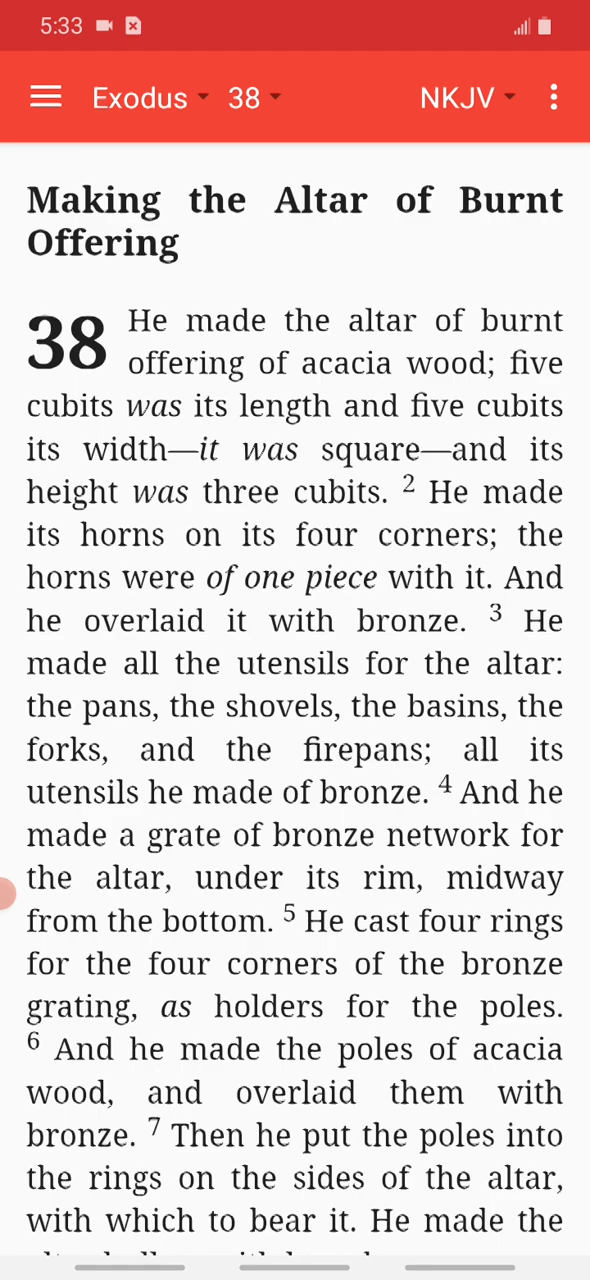 5:33
Exodus 38 NKJV
Making the Altar of Burnt
Offering
38 He made the altar of burnt
offering of acacia wood; five
cubits was its length and five cubits
its width—it was square—and its
height was three cubits. 2 He made
its horns on its four corners; the
horns were of one piece with it. And
he overlaid it with bronze. 3 He
made all the utensils for the altar:
the pans, the shovels, the basins, the
forks, and the firepans; all its
utensils he made of bronze. 4 And he
made a grate of bronze network for
the altar, under its rim, midway
from the bottom. 5 He cast four rings
for the four corners of the bronze
grating, as holders for the poles.
6 And he made the poles of acacia
wood, and overlaid them with
bronze. 7 Then he put the poles into
the rings on the sides of the altar,
with which to bear it. He made the